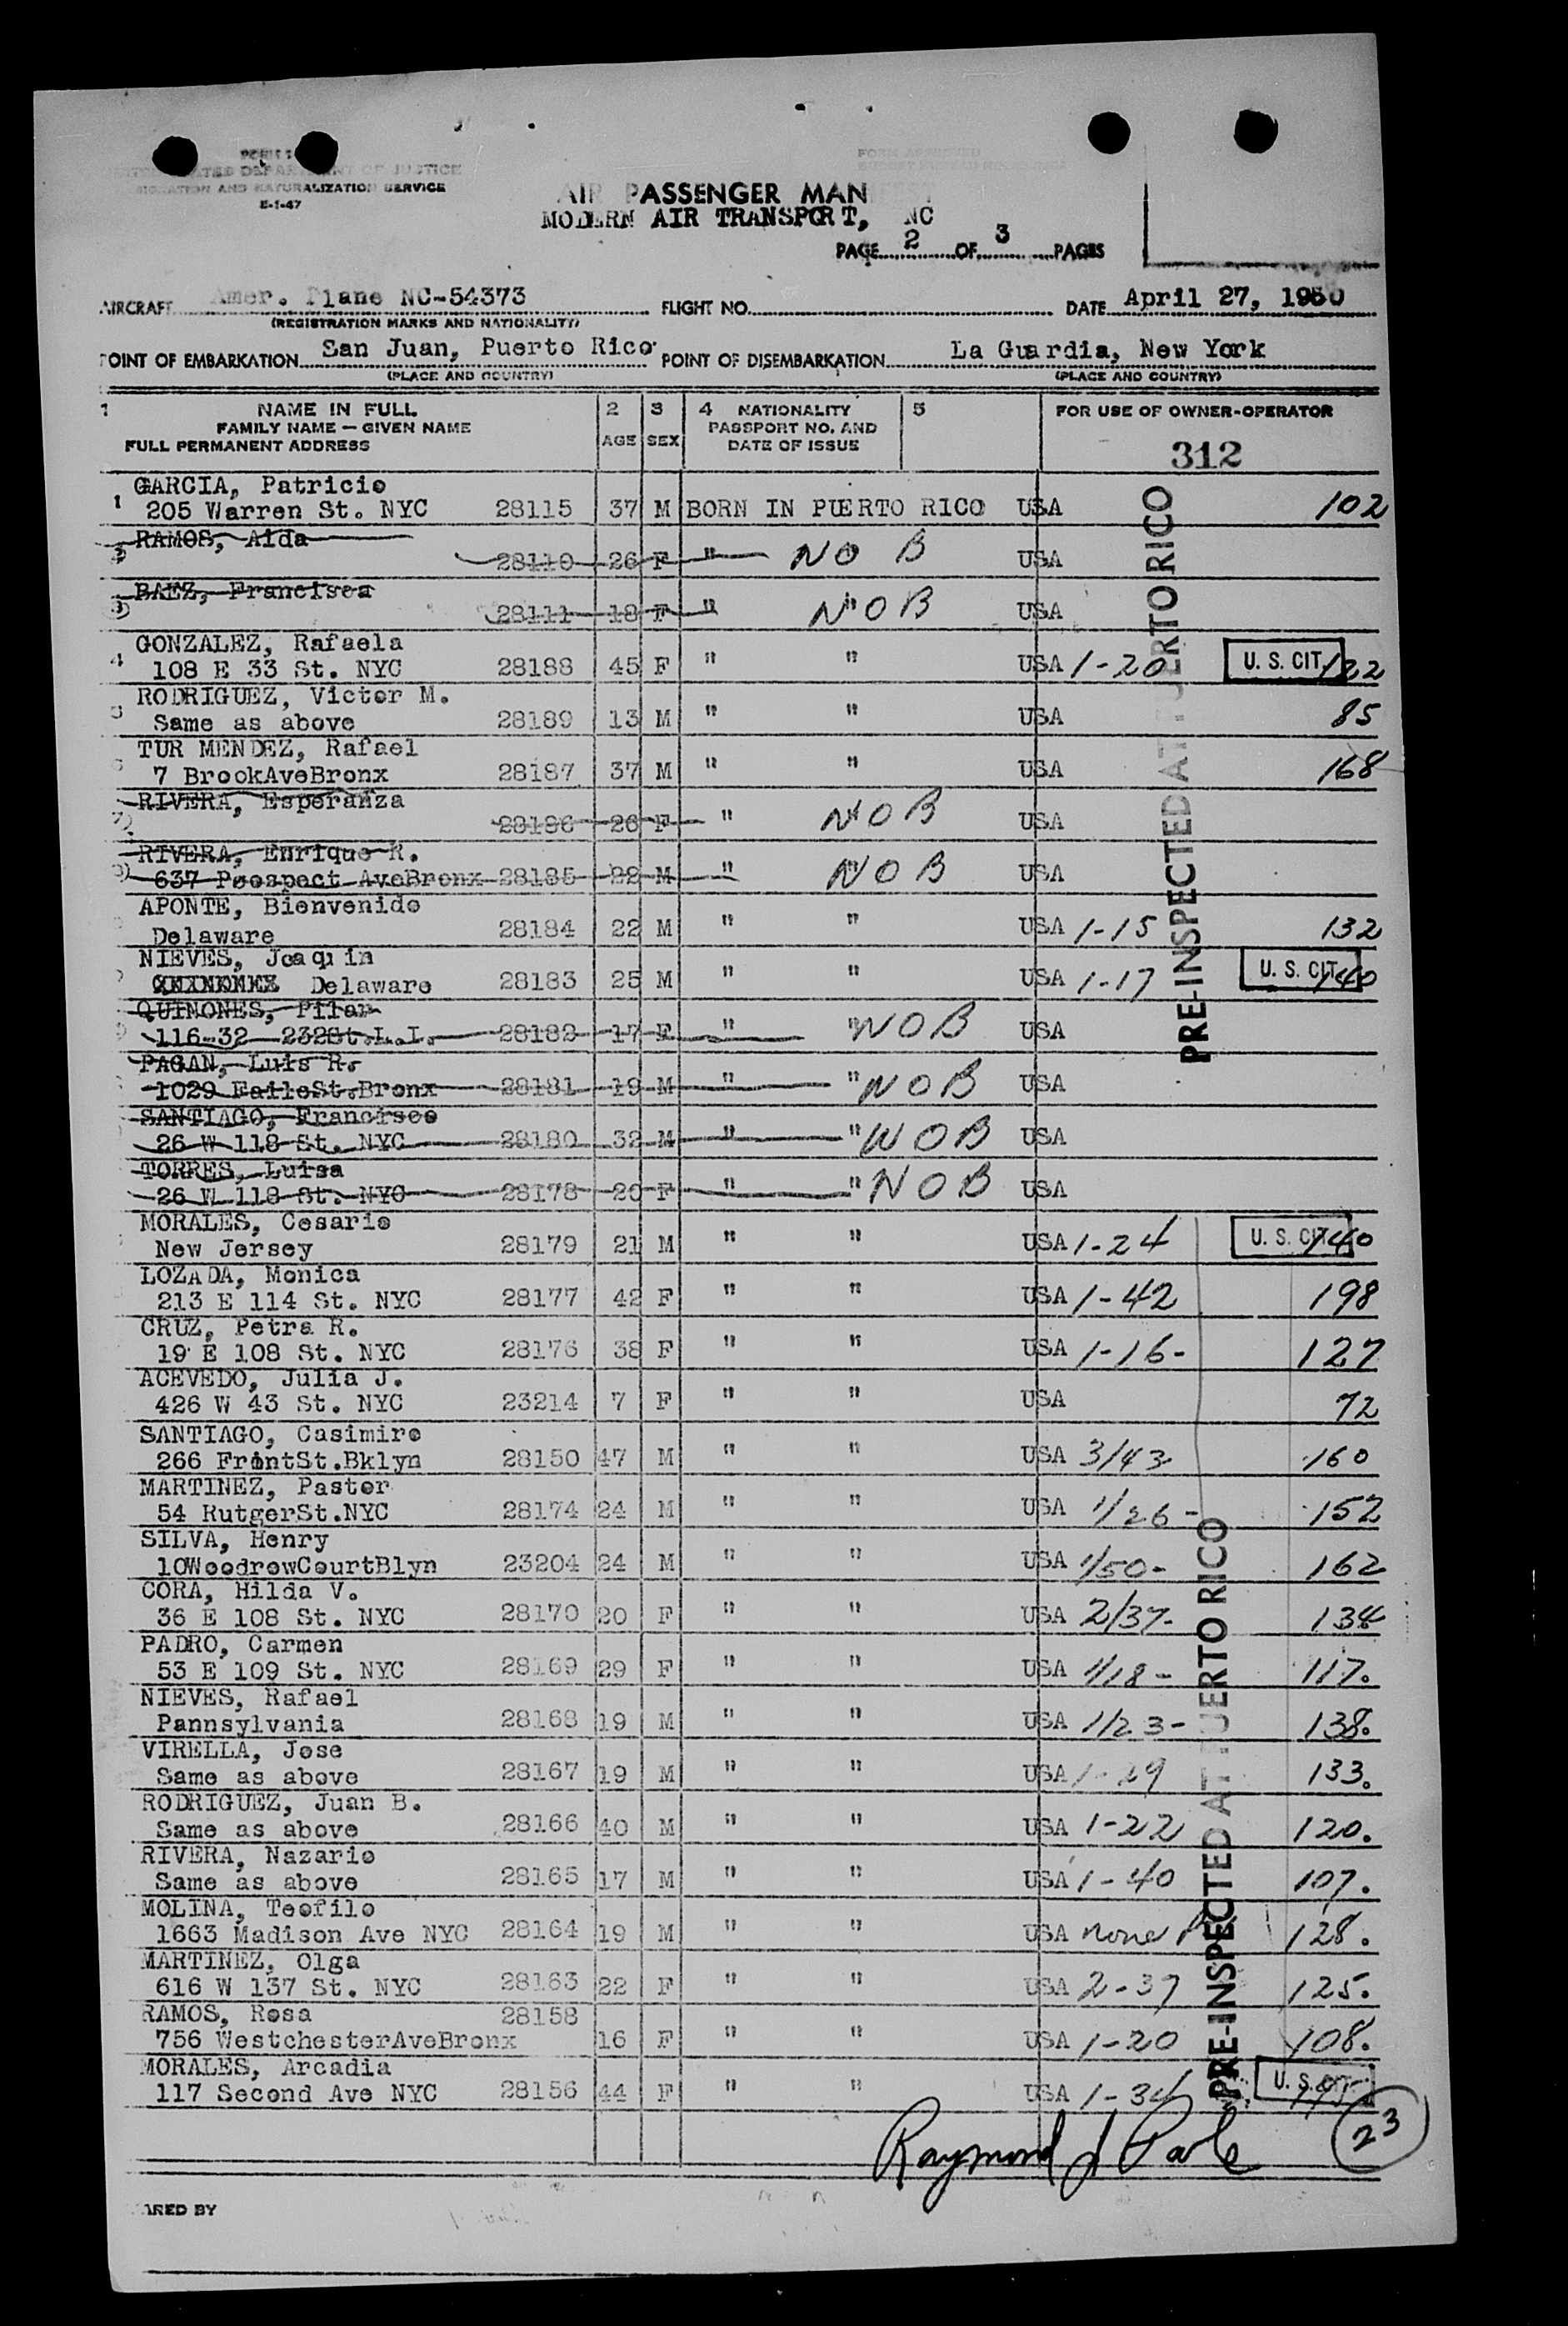 FORM I
UNITED STATES DEPARTMENT OF JUSTICE
IMMIGRATION AND NATURALIZATION SERVICE
E-1-47
AIR PASSENGER MAN
MODERN AIR TRANSPORT, NC
PAGE 2 OF 3 PAGES
AIRCRAFT Amer. Plane NC-54373 FLIGHT NO. DATE April 27, 1950
(REGISTRATION MARKS AND NATIONALITY)
POINT OF EMBARKATION San Juan, Puerto Rico POINT OF DISEMBARKATION La Guardia, New York
(PLACE AND COUNTRY) (PLACE AND COUNTRY)
1 NAME IN FULL 2 3 4 NATIONALITY 5 FOR USE OF OWNER-OPERATOR
FAMILY NAME — GIVEN NAME AGE SEX PASSPORT NO. AND
FULL PERMANENT ADDRESS DATE OF ISSUE 312
GARCIA, Patricio
1 205 Warren St. NYC 28115 37 M BORN IN PUERTO RICO USA 102
RAMOS, Aida
28110 26 F " NO B USA
BAEZ, Francisca
28111 18 F " " NOB USA
GONZALEZ, Rafaela
4 108 E 33 St. NYC 28188 45 F " " USA 1-20 U. S. CIT 122
RODRIGUEZ, Victor M.
Same as above 28189 13 M " " USA 85
TUR MENDEZ, Rafael
7 BrookAveBronx 28187 37 M " " USA 168
RIVERA, Esperanza
28186 26 F " " NOB USA
RIVERA, Enrique R.
637 Poospect AveBronx 28185 22 M " " NOB USA
APONTE, Bienvenido
Delaware 28184 22 M " " USA 1-15 132
NIEVES, Joaquin
Delaware 28183 25 M " " USA 1-17 U. S. CIT. 140
QUINONES, Pilar
116-32 232St.L.I. 28182 17 F " " NOB USA
PAGAN, Luis R.
1029 FaileSt.Bronx 28181 19 M " " NOB USA
SANTIAGO, Francisco
26 W 118 St. NYC 28180 32 M " " NOB USA
TORRES, Luisa
26 W 118 St. NYC 28178 20 F " " NOB USA
MORALES, Cesario
New Jersey 28179 21 M " " USA 1-24 U. S. CIT. 140
LOZADA, Monica
213 E 114 St. NYC 28177 42 F " " USA 1-42 198
CRUZ, Petra R.
19 E 108 St. NYC 28176 38 F " " USA 1-16- 127
ACEVEDO, Julia J.
426 W 43 St. NYC 23214 7 F " " USA 72
SANTIAGO, Casimiro
266 FrontSt.Bklyn 28150 47 M " " USA 3/43 160
MARTINEZ, Pastor
54 RutgerSt.NYC 28174 24 M " " USA 1/26- 152
SILVA, Henry
10WoodrowCourtBlyn 23204 24 M " " USA 1/50- 162
CORA, Hilda V.
36 E 108 St. NYC 28170 20 F " " USA 2/37- 134
PADRO, Carmen
53 E 109 St. NYC 28169 29 F " " USA 1/18- 117.
NIEVES, Rafael
Pannsylvania 28168 19 M " " USA 1/23- 138.
VIRELLA, Jose
Same as above 28167 19 M " " USA 1-29 133.
RODRIGUEZ, Juan B.
Same as above 28166 40 M " " USA 1-22 120.
RIVERA, Nazario
Same as above 28165 17 M " " USA 1-40 107.
MOLINA, Teofilo
1663 Madison Ave NYC 28164 19 M " " USA none 128.
MARTINEZ, Olga
616 W 137 St. NYC 28163 22 F " " USA 2-37 125.
RAMOS, Rosa 28158
756 WestchesterAveBronx 16 F " " USA 1-20 108.
MORALES, Arcadia
117 Second Ave NYC 28156 44 F " " USA 1-34 U. S. CIT.
PRE-INSPECTED AT PUERTO RICO
PRE-INSPECTED AT PUERTO RICO
Raymond J 23
ARED BY